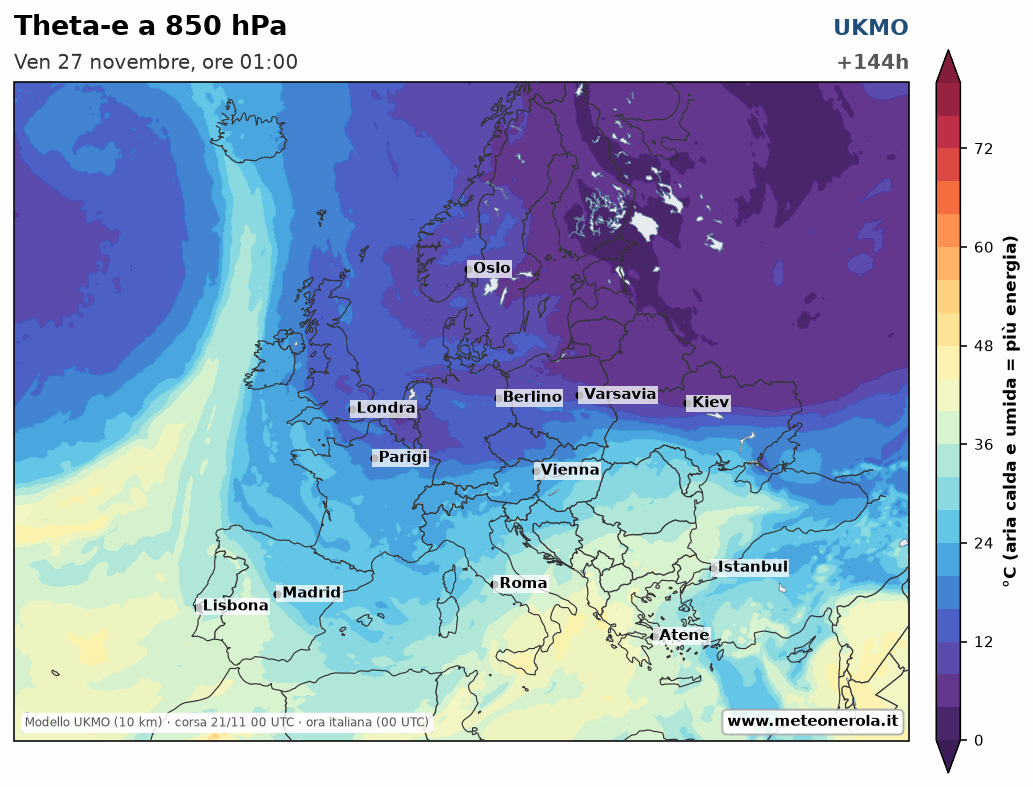 Theta-e a 850 hPa
UKMO
Ven 27 novembre, ore 01:00
+144h
72
60
48
36
24
12
0
°C (aria calda e umida = più energia)
Oslo
Londra
Berlino
Varsavia
Kiev
Parigi
Vienna
Istanbul
Roma
Madrid
Lisbona
Atene
Modello UKMO (10 km) · corsa 21/11 00 UTC · ora italiana (00 UTC)
www.meteonerola.it